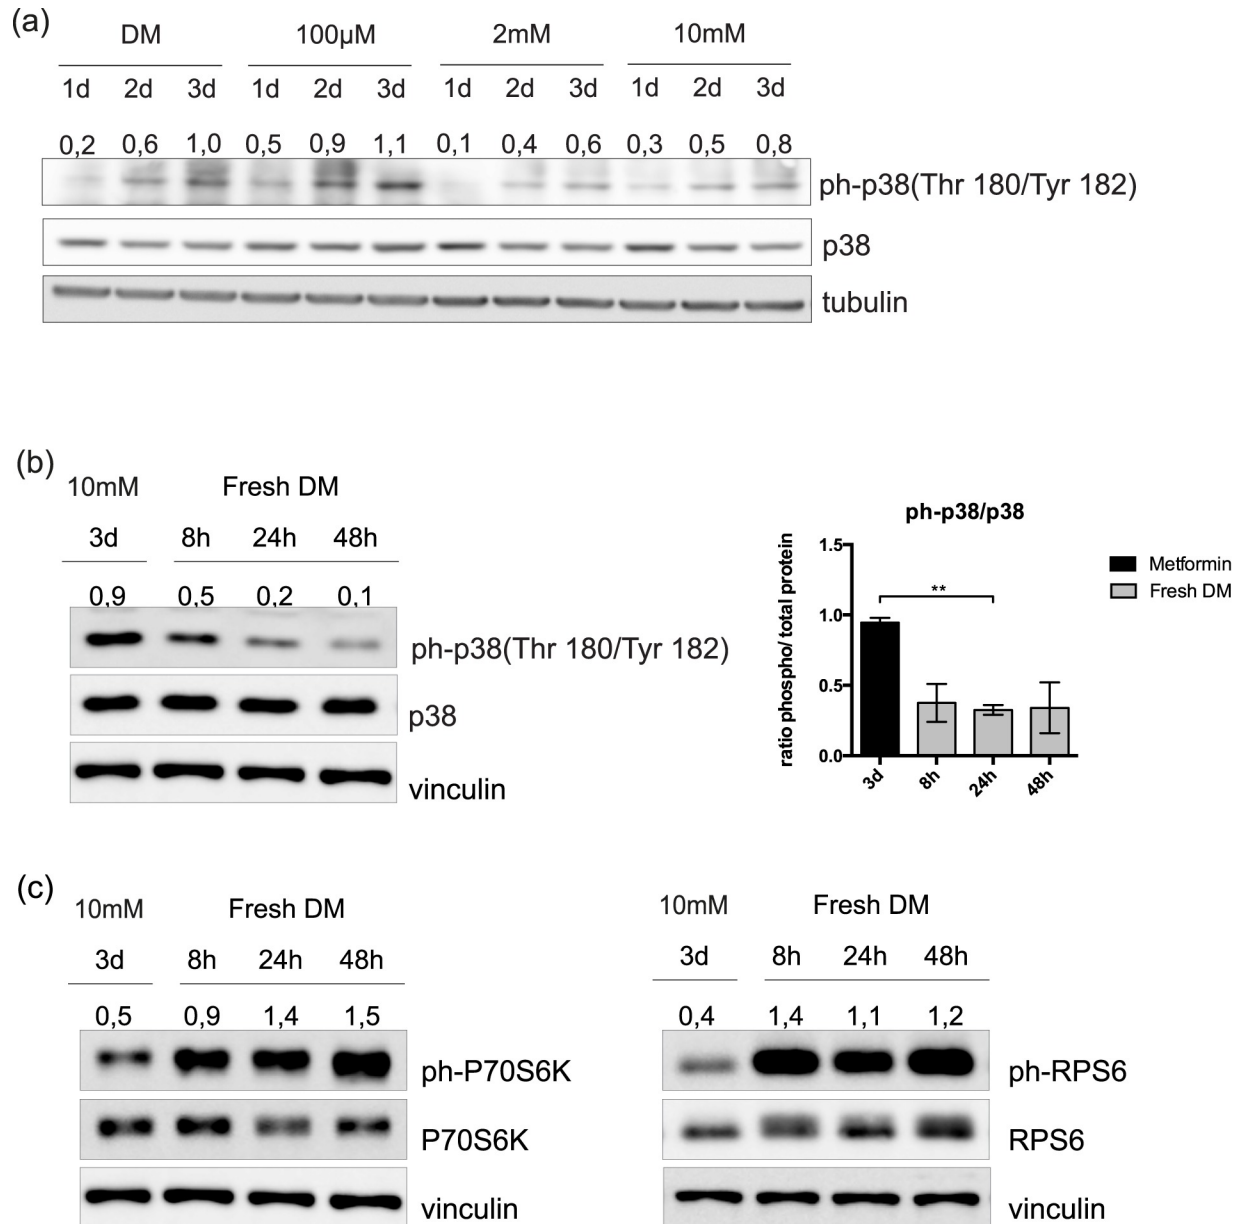 (a)
DM 100µM 2mM 10mM
1d 2d 3d 1d 2d 3d 1d 2d 3d 1d 2d 3d
0,2 0,6 1,0 0,5 0,9 1,1 0,1 0,4 0,6 0,3 0,5 0,8
ph-p38(Thr 180/Tyr 182)
p38
tubulin
(b)
10mM Fresh DM
3d 8h 24h 48h
0,9 0,5 0,2 0,1
ph-p38(Thr 180/Tyr 182)
p38
vinculin
ph-p38/p38
ratio phospho/ total protein
1.5
1.0
0.5
0.0
**
3d 8h 24h 48h
Metformin
Fresh DM
(c)
10mM Fresh DM
3d 8h 24h 48h
0,5 0,9 1,4 1,5
ph-P70S6K
P70S6K
vinculin
10mM Fresh DM
3d 8h 24h 48h
0,4 1,4 1,1 1,2
ph-RPS6
RPS6
vinculin